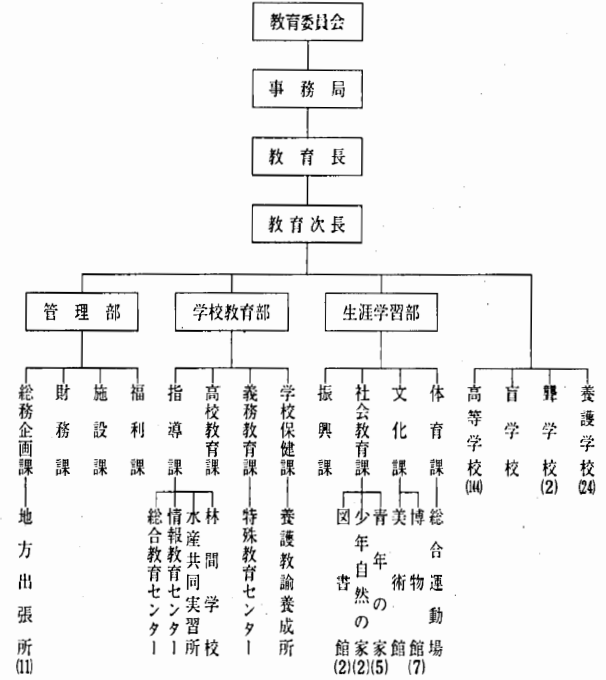 教育委員会
事務局
教育長
教育次長
管理部
学校教育部
生涯学習部
総務企画課
財務課
施設課
福利課
指導課
高校教育課
義務教育課
学校保健課
振興課
社会教育課
文化課
体育課
高等学校(144)
盲学校
聾学校(2)
養護学校(24)
地方出張所(11)
総合教育センター
情報教育センター
水産共同実習所
林間学校
特殊教育センター
養護教諭養成所
図書館(2)
少年自然の家(2)
青年の家(5)
美術館
博物館(7)
総合運動場